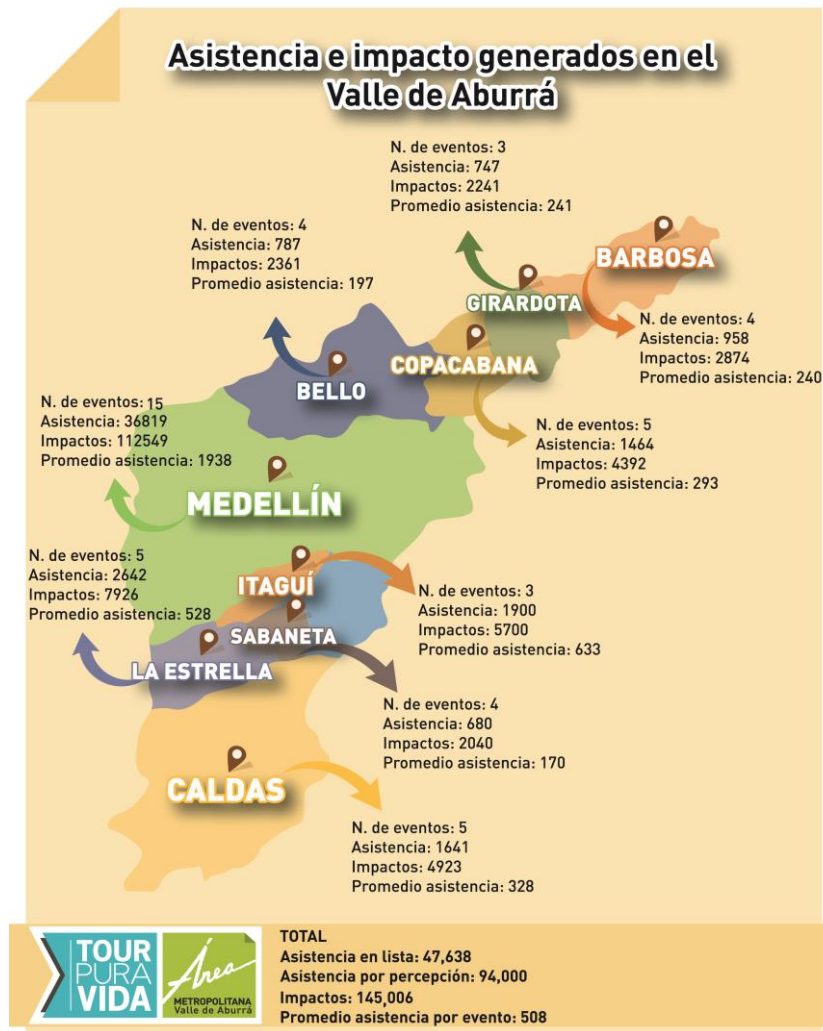 Asistencia e impacto generados en el
Valle de Aburrá
N. de eventos: 3
Asistencia: 747
Impactos: 2241
Promedio asistencia: 241
N. de eventos: 4
Asistencia: 787
Impactos: 2361
Promedio asistencia: 197
BARBOSA
GIRARDOTA
N. de eventos: 4
Asistencia: 958
Impactos: 2874
Promedio asistencia: 240
COPACABANA
BELLO
N. de eventos: 15
Asistencia: 36819
Impactos: 112549
Promedio asistencia: 1938
N. de eventos: 5
Asistencia: 1464
Impactos: 4392
Promedio asistencia: 293
MEDELLÍN
N. de eventos: 5
Asistencia: 2642
Impactos: 7926
Promedio asistencia: 528
ITAGUÍ
N. de eventos: 3
Asistencia: 1900
Impactos: 5700
Promedio asistencia: 633
SABANETA
LA ESTRELLA
N. de eventos: 4
Asistencia: 680
Impactos: 2040
Promedio asistencia: 170
CALDAS
N. de eventos: 5
Asistencia: 1641
Impactos: 4923
Promedio asistencia: 328
TOUR
PURA
VIDA
Área
METROPOLITANA
Valle de Aburrá
TOTAL
Asistencia en lista: 47,638
Asistencia por percepción: 94,000
Impactos: 145,006
Promedio asistencia por evento: 508